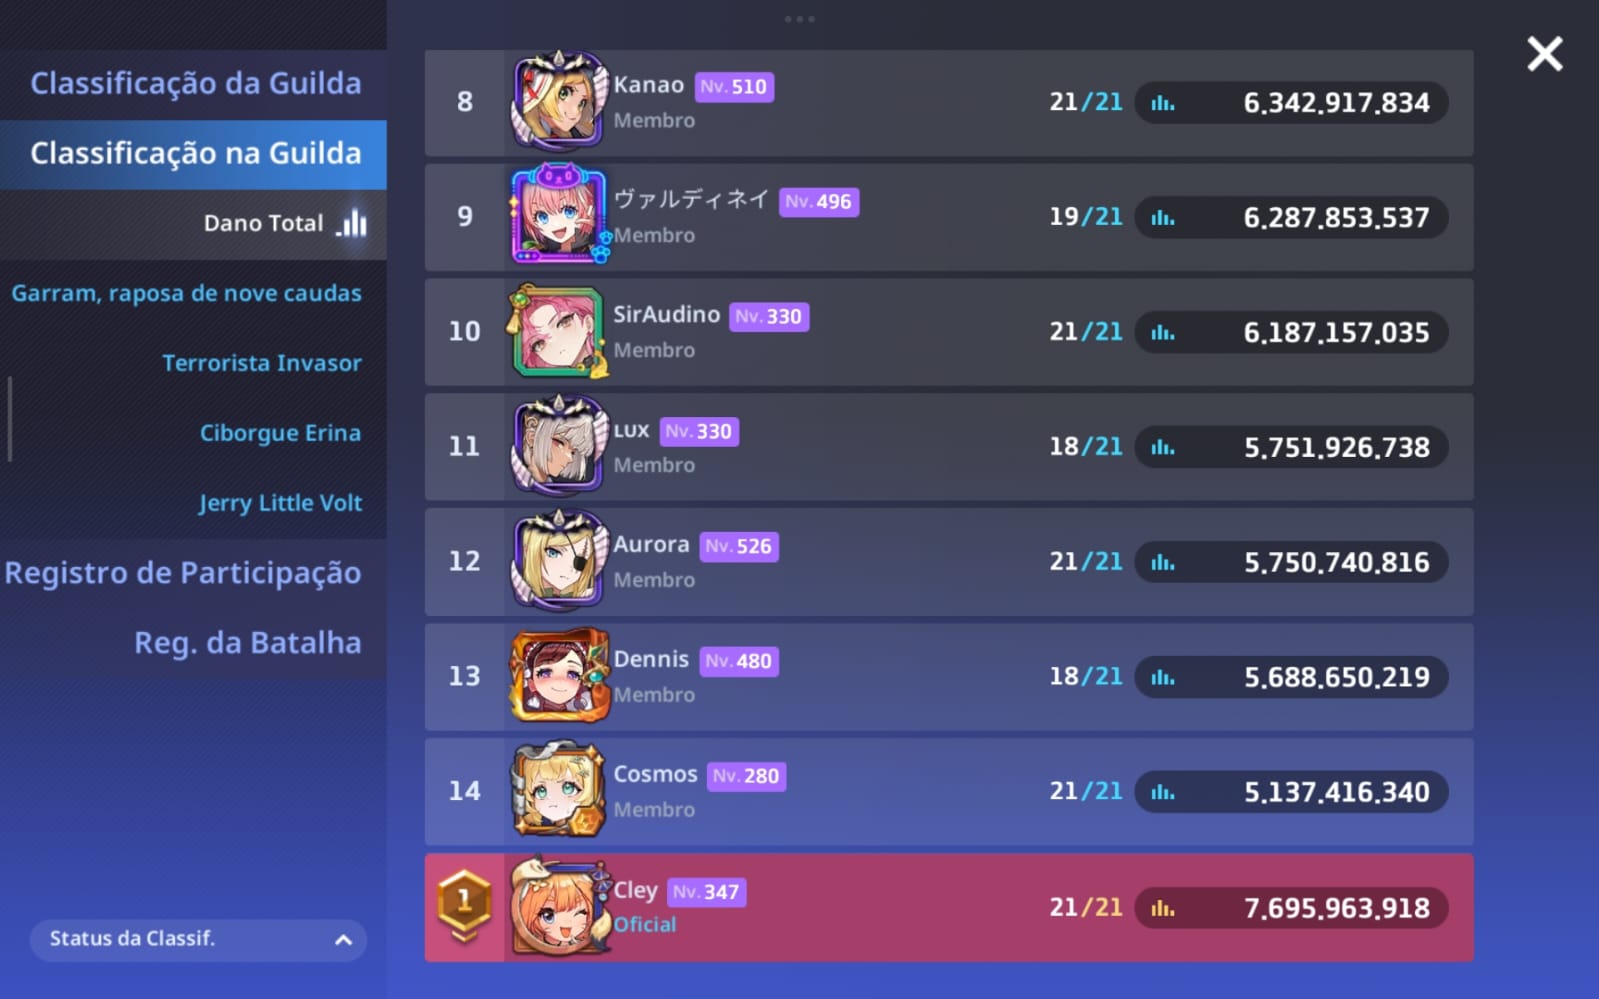 Classificação da Guilda
Classificação na Guilda
Dano Total
Garram, raposa de nove caudas
Terrorista Invasor
Ciborgue Erina
Jerry Little Volt
Registro de Participação
Reg. da Batalha
Status da Classif.
8 Kanao Nv.510 21/21 6.342.917.834
Membro
9 ヴァルディネイ Nv.496 19/21 6.287.853.537
Membro
10 SirAudino Nv.330 21/21 6.187.157.035
Membro
11 LUX Nv.330 18/21 5.751.926.738
Membro
12 Aurora Nv.526 21/21 5.750.740.816
Membro
13 Dennis Nv.480 18/21 5.688.650.219
Membro
14 Cosmos Nv.280 21/21 5.137.416.340
Membro
1 Cley Nv.347 21/21 7.695.963.918
Oficial